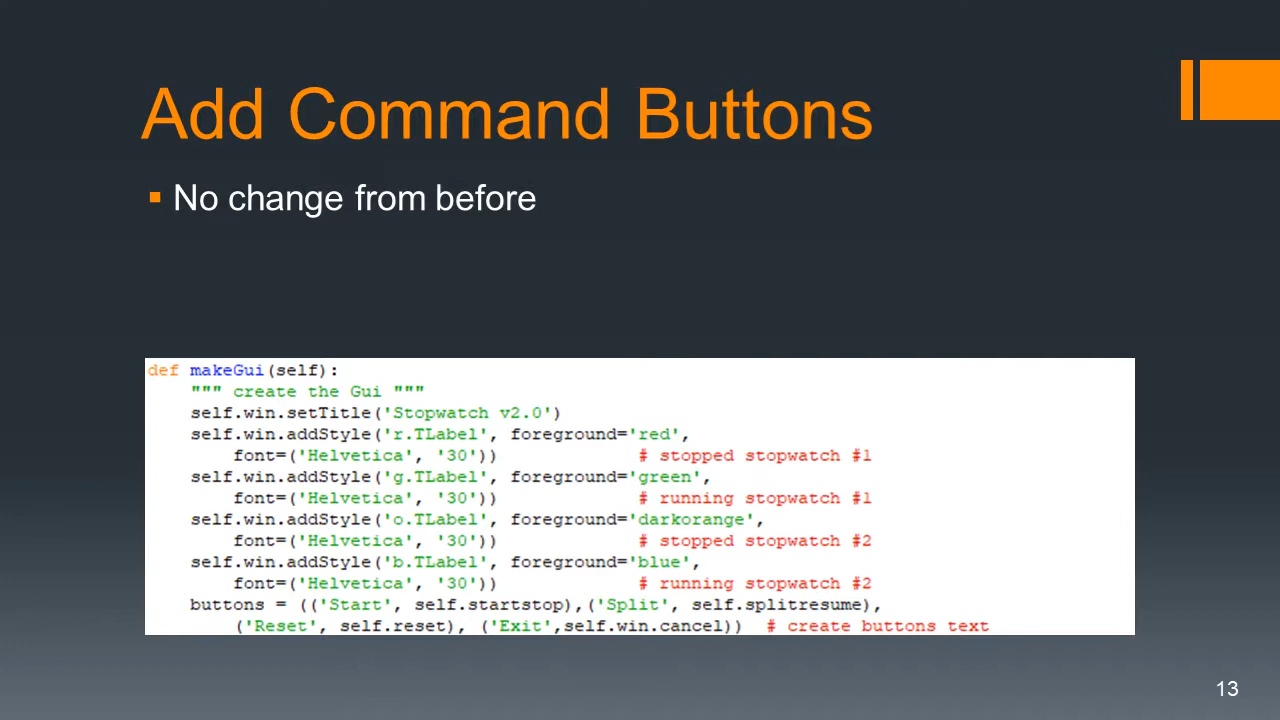 Add Command Buttons
No change from before
def makeGui(self):
    """ create the Gui """
    self.win.setTitle('Stopwatch v2.0')
    self.win.addStyle('r.TLabel', foreground='red',
        font=('Helvetica', '30'))             # stopped stopwatch #1
    self.win.addStyle('g.TLabel', foreground='green',
        font=('Helvetica', '30'))             # running stopwatch #1
    self.win.addStyle('o.TLabel', foreground='darkorange',
        font=('Helvetica', '30'))             # stopped stopwatch #2
    self.win.addStyle('b.TLabel', foreground='blue',
        font=('Helvetica', '30'))             # running stopwatch #2
    buttons = (('Start', self.startstop),('Split', self.splitresume),
        ('Reset', self.reset), ('Exit',self.win.cancel))  # create buttons text
13